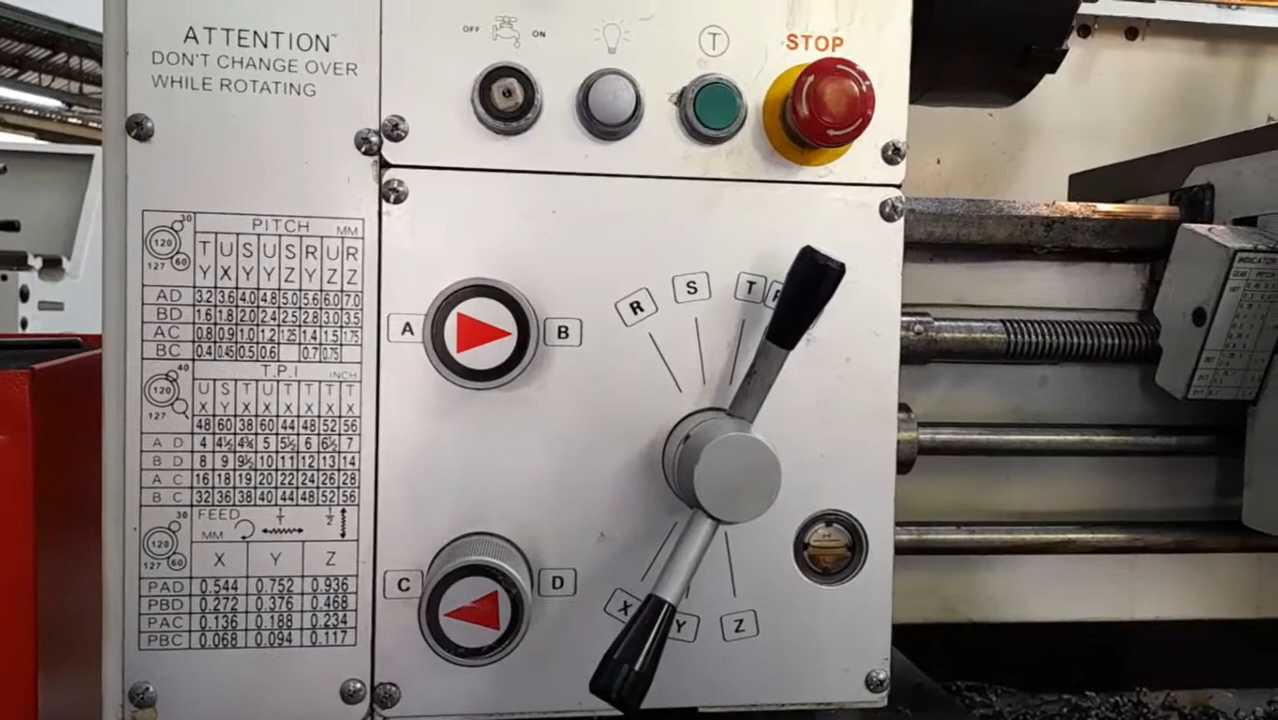 ATTENTION
DON'T CHANGE OVER
WHILE ROTATING
OFF ON
T
STOP
PITCH MM
30 120 127 60
T U S U S R U R
Y X Y Y Z Y Z Z
AD 3.2 3.6 4.0 4.8 5.0 5.6 6.0 7.0
BD 1.6 1.8 2.0 2.4 2.5 2.8 3.0 3.5
AC 0.8 0.9 1.0 1.2 1.25 1.4 1.5 1.75
BC 0.4 0.45 0.5 0.6 0.7 0.75
T.P.I INCH
40 120 127
U S T U T T T T
X X X X X X X X
48 60 38 60 44 48 52 56
A D 4 4½ 4¾ 5 5½ 6 6½ 7
B D 8 9 9½ 10 11 12 13 14
A C 16 18 19 20 22 24 26 28
B C 32 36 38 40 44 48 52 56
FEED 1/1 1/2
MM
30 120 127 60
X Y Z
PAD 0.544 0.752 0.936
PBD 0.272 0.376 0.468
PAC 0.136 0.188 0.234
PBC 0.068 0.094 0.117
A B
C D
R S T
X Y Z
INDICATOR
GEAR PITCH